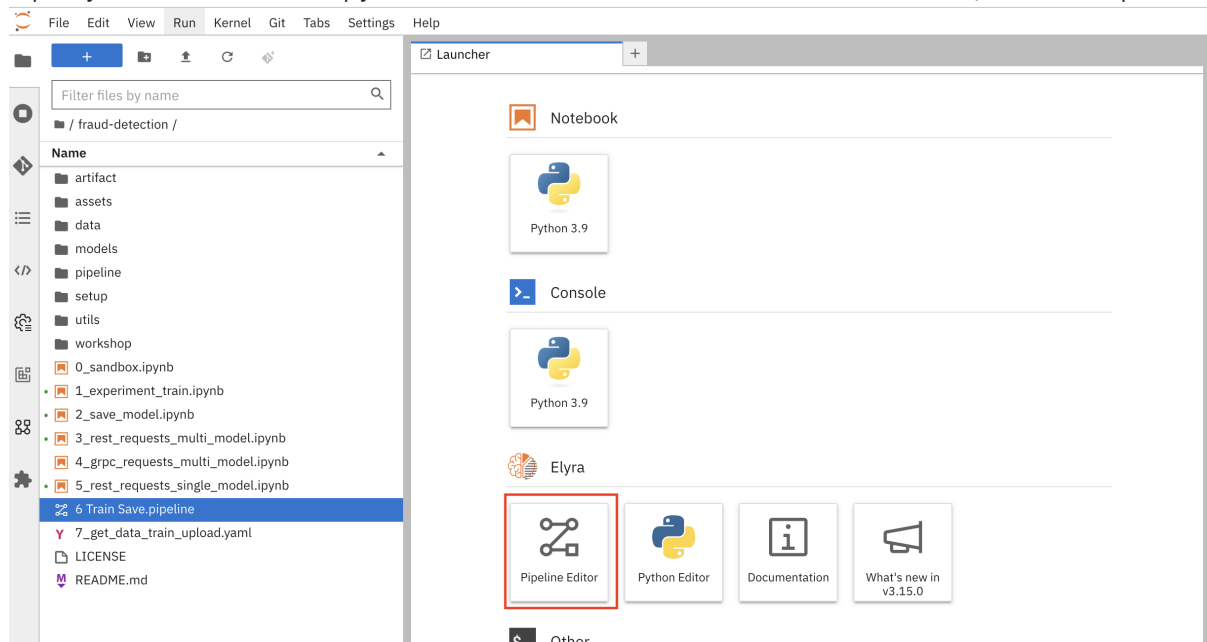 File Edit View Run Kernel Git Tabs Settings Help
Launcher
Filter files by name
/ fraud-detection /
Name
artifact
assets
data
models
pipeline
setup
utils
workshop
0_sandbox.ipynb
1_experiment_train.ipynb
2_save_model.ipynb
3_rest_requests_multi_model.ipynb
4_grpc_requests_multi_model.ipynb
5_rest_requests_single_model.ipynb
6 Train Save.pipeline
7_get_data_train_upload.yaml
LICENSE
README.md
Notebook
Python 3.9
Console
Python 3.9
Elyra
Pipeline Editor
Python Editor
Documentation
What's new in
v3.15.0
Other